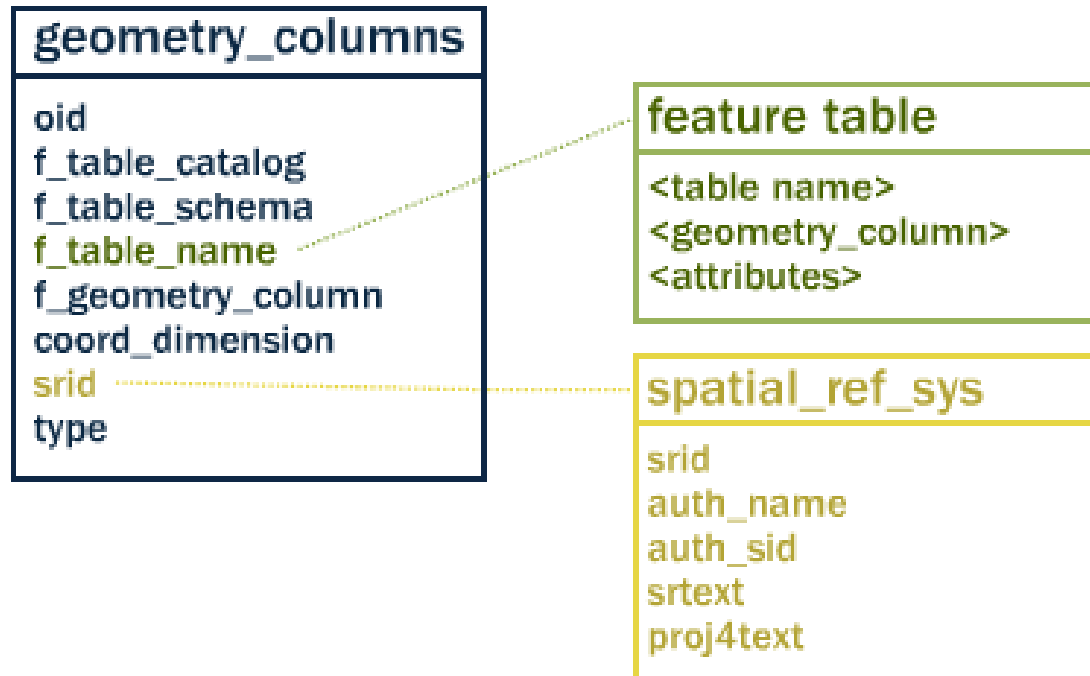 geometry_columns
oid
f_table_catalog
f_table_schema
f_table_name
f_geometry_column
coord_dimension
srid
type
feature table
<table name>
<geometry_column>
<attributes>
spatial_ref_sys
srid
auth_name
auth_sid
srtext
proj4text